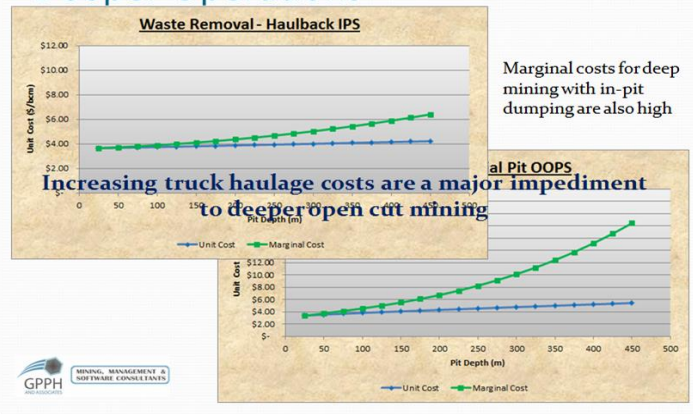 Waste Removal - Haulback IPS
$12.00
$10.00
$8.00
$6.00
$4.00
$2.00
$-
Unit Cost ($/bcm)
0 50 100 150 200 250 300 350 400 450 500
Pit Depth (m)
Unit Cost Marginal Cost
Marginal costs for deep
mining with in-pit
dumping are also high
Increasing truck haulage costs are a major impediment
to deeper open cut mining
al Pit OOPS
$12.00
$10.00
$8.00
$6.00
$4.00
$2.00
$-
Unit Cost
0 50 100 150 200 250 300 350 400 450 500
Pit Depth (m)
Unit Cost Marginal Cost
GPPH
AND ASSOCIATES
MINING, MANAGEMENT &
SOFTWARE CONSULTANTS